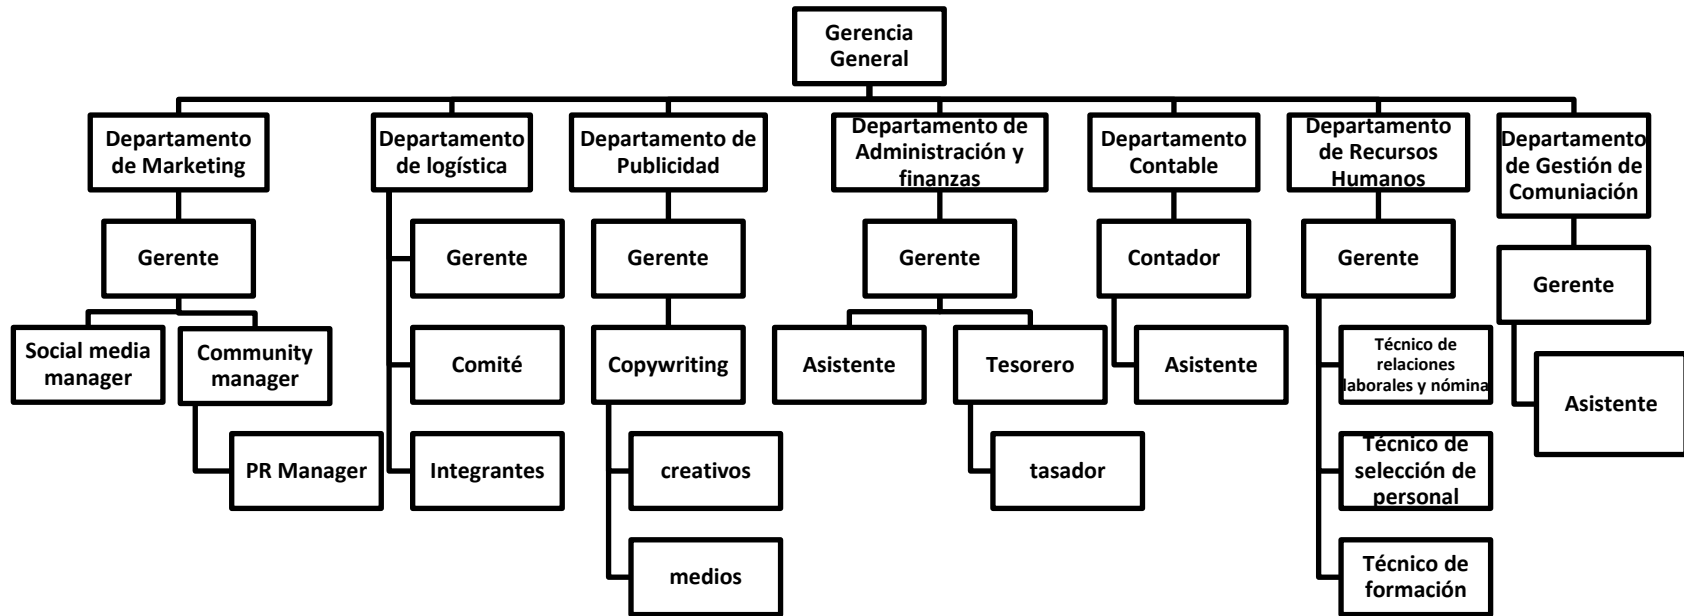 Gerencia
General
Departamento
de Marketing
Departamento
de logística
Departamento de
Publicidad
Departamento de
Administración y
finanzas
Departamento
Contable
Departamento
de Recursos
Humanos
Departamento
de Gestión de
Comuniación
Gerente
Gerente
Gerente
Gerente
Contador
Gerente
Gerente
Social media
manager
Community
manager
Comité
Copywriting
Asistente
Tesorero
Asistente
Técnico de
relaciones
laborales y nómina
Asistente
PR Manager
Integrantes
creativos
tasador
Técnico de
selección de
personal
medios
Técnico de
formación